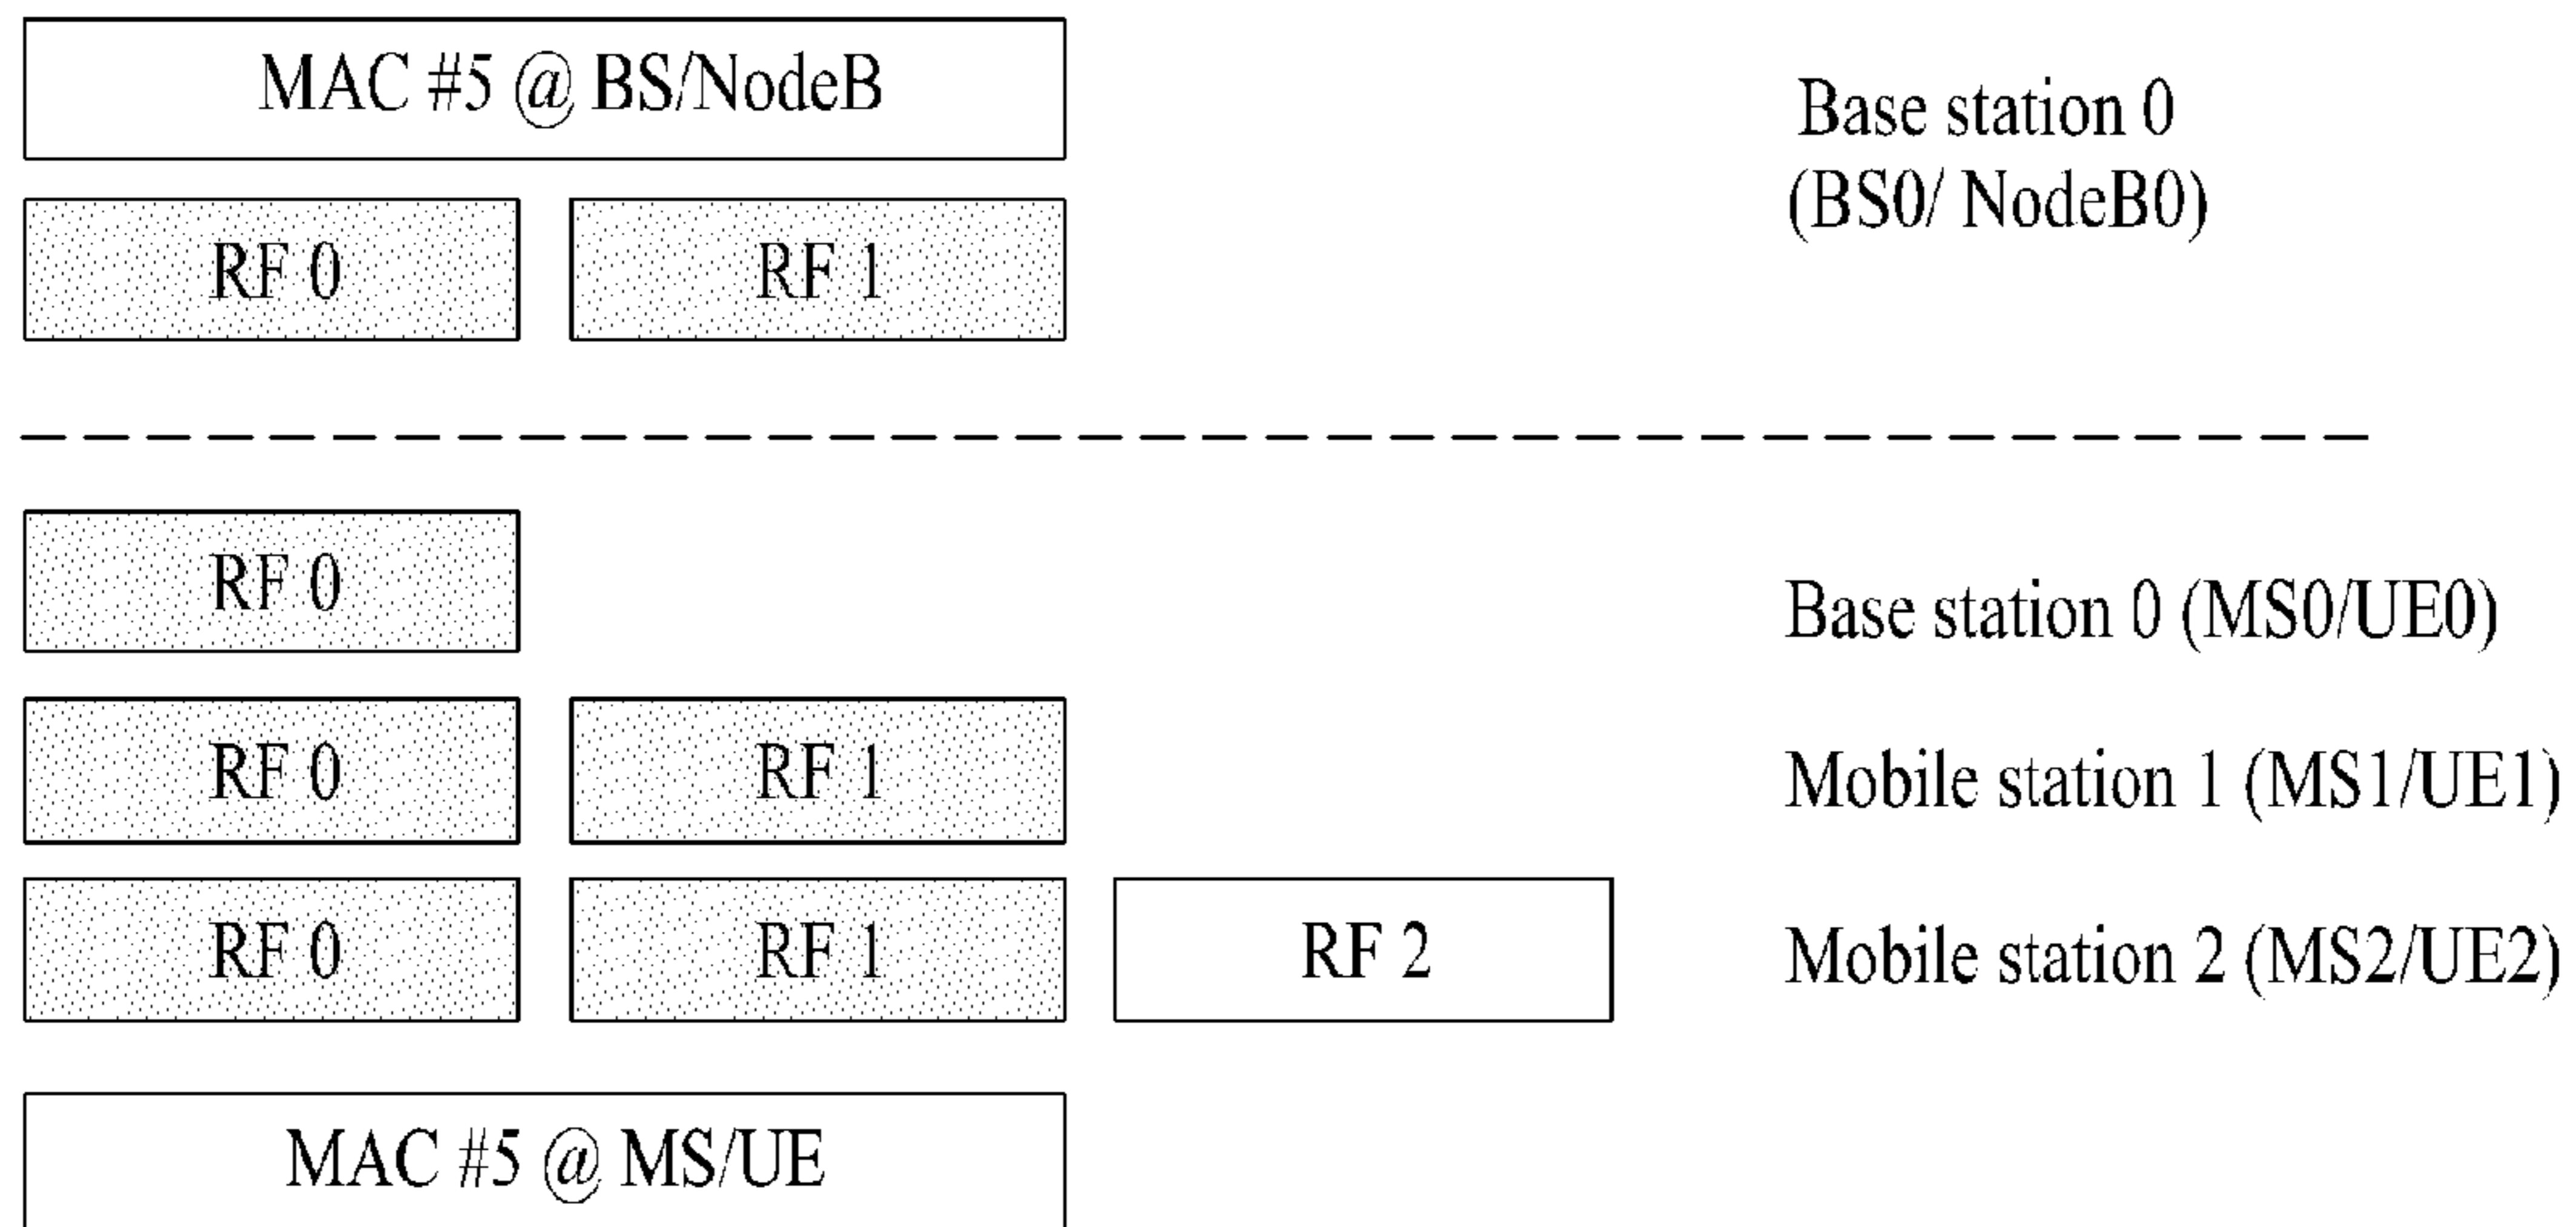 MAC #5 @ BS/NodeB
Base station 0
(BS0/ NodeB0)
RF 0
RF 1
RF 0
Base station 0 (MS0/UE0)
RF 0
RF 1
Mobile station 1 (MS1/UE1)
RF 0
RF 1
RF 2
Mobile station 2 (MS2/UE2)
MAC #5 @ MS/UE